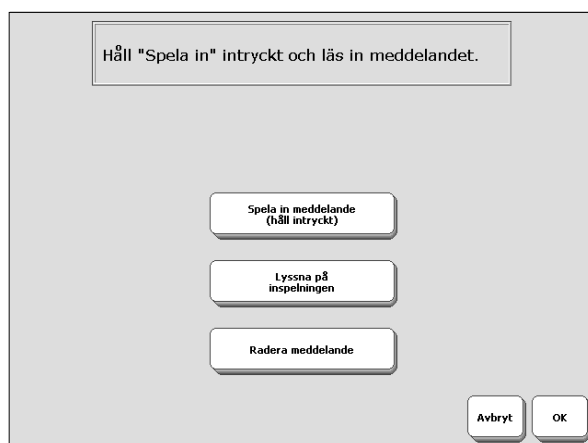 Håll "Spela in" intryckt och läs in meddelandet.
Spela in meddelande
(håll intryckt)
Lyssna på
inspelningen
Radera meddelande
Avbryt
OK